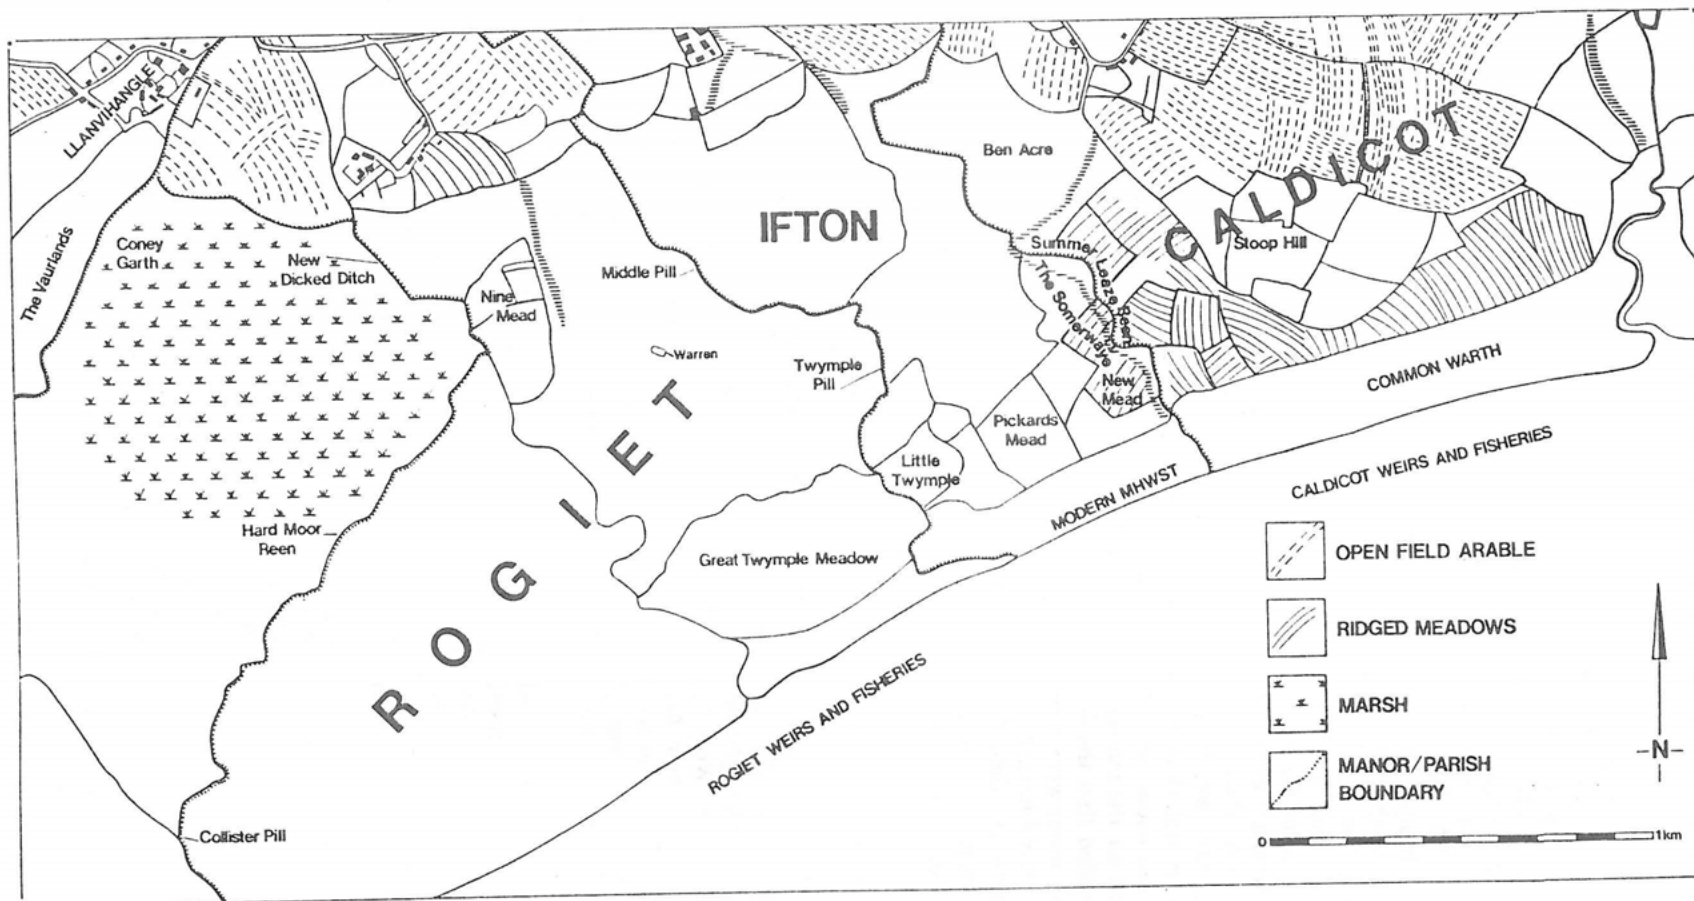 LLANVIHANGLE
The Vaurlands
Coney
Garth
New
Dicked Ditch
Nine
Mead
Middle Pill
IFTON
Warren
Ben Acre
Summer Leaze Reen
The Somerwaye
CALDICOT
Stoop Hill
Twymple
Pill
New
Mead
Pickards
Mead
Little
Twymple
Great Twymple Meadow
ROGIET
Hard Moor
Reen
Collister Pill
COMMON WARTH
MODERN MHWST
CALDICOT WEIRS AND FISHERIES
ROGIET WEIRS AND FISHERIES
OPEN FIELD ARABLE
RIDGED MEADOWS
MARSH
MANOR/PARISH
BOUNDARY
N
0 1km